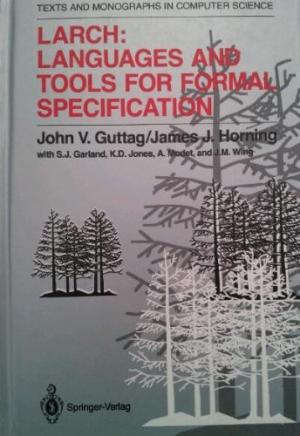 TEXTS AND MONOGRAPHS IN COMPUTER SCIENCE
LARCH:
LANGUAGES AND
TOOLS FOR FORMAL
SPECIFICATION
John V. Guttag/James J. Horning
with S.J. Garland, K.D. Jones, A. Modet, and J.M. Wing
Springer-Verlag